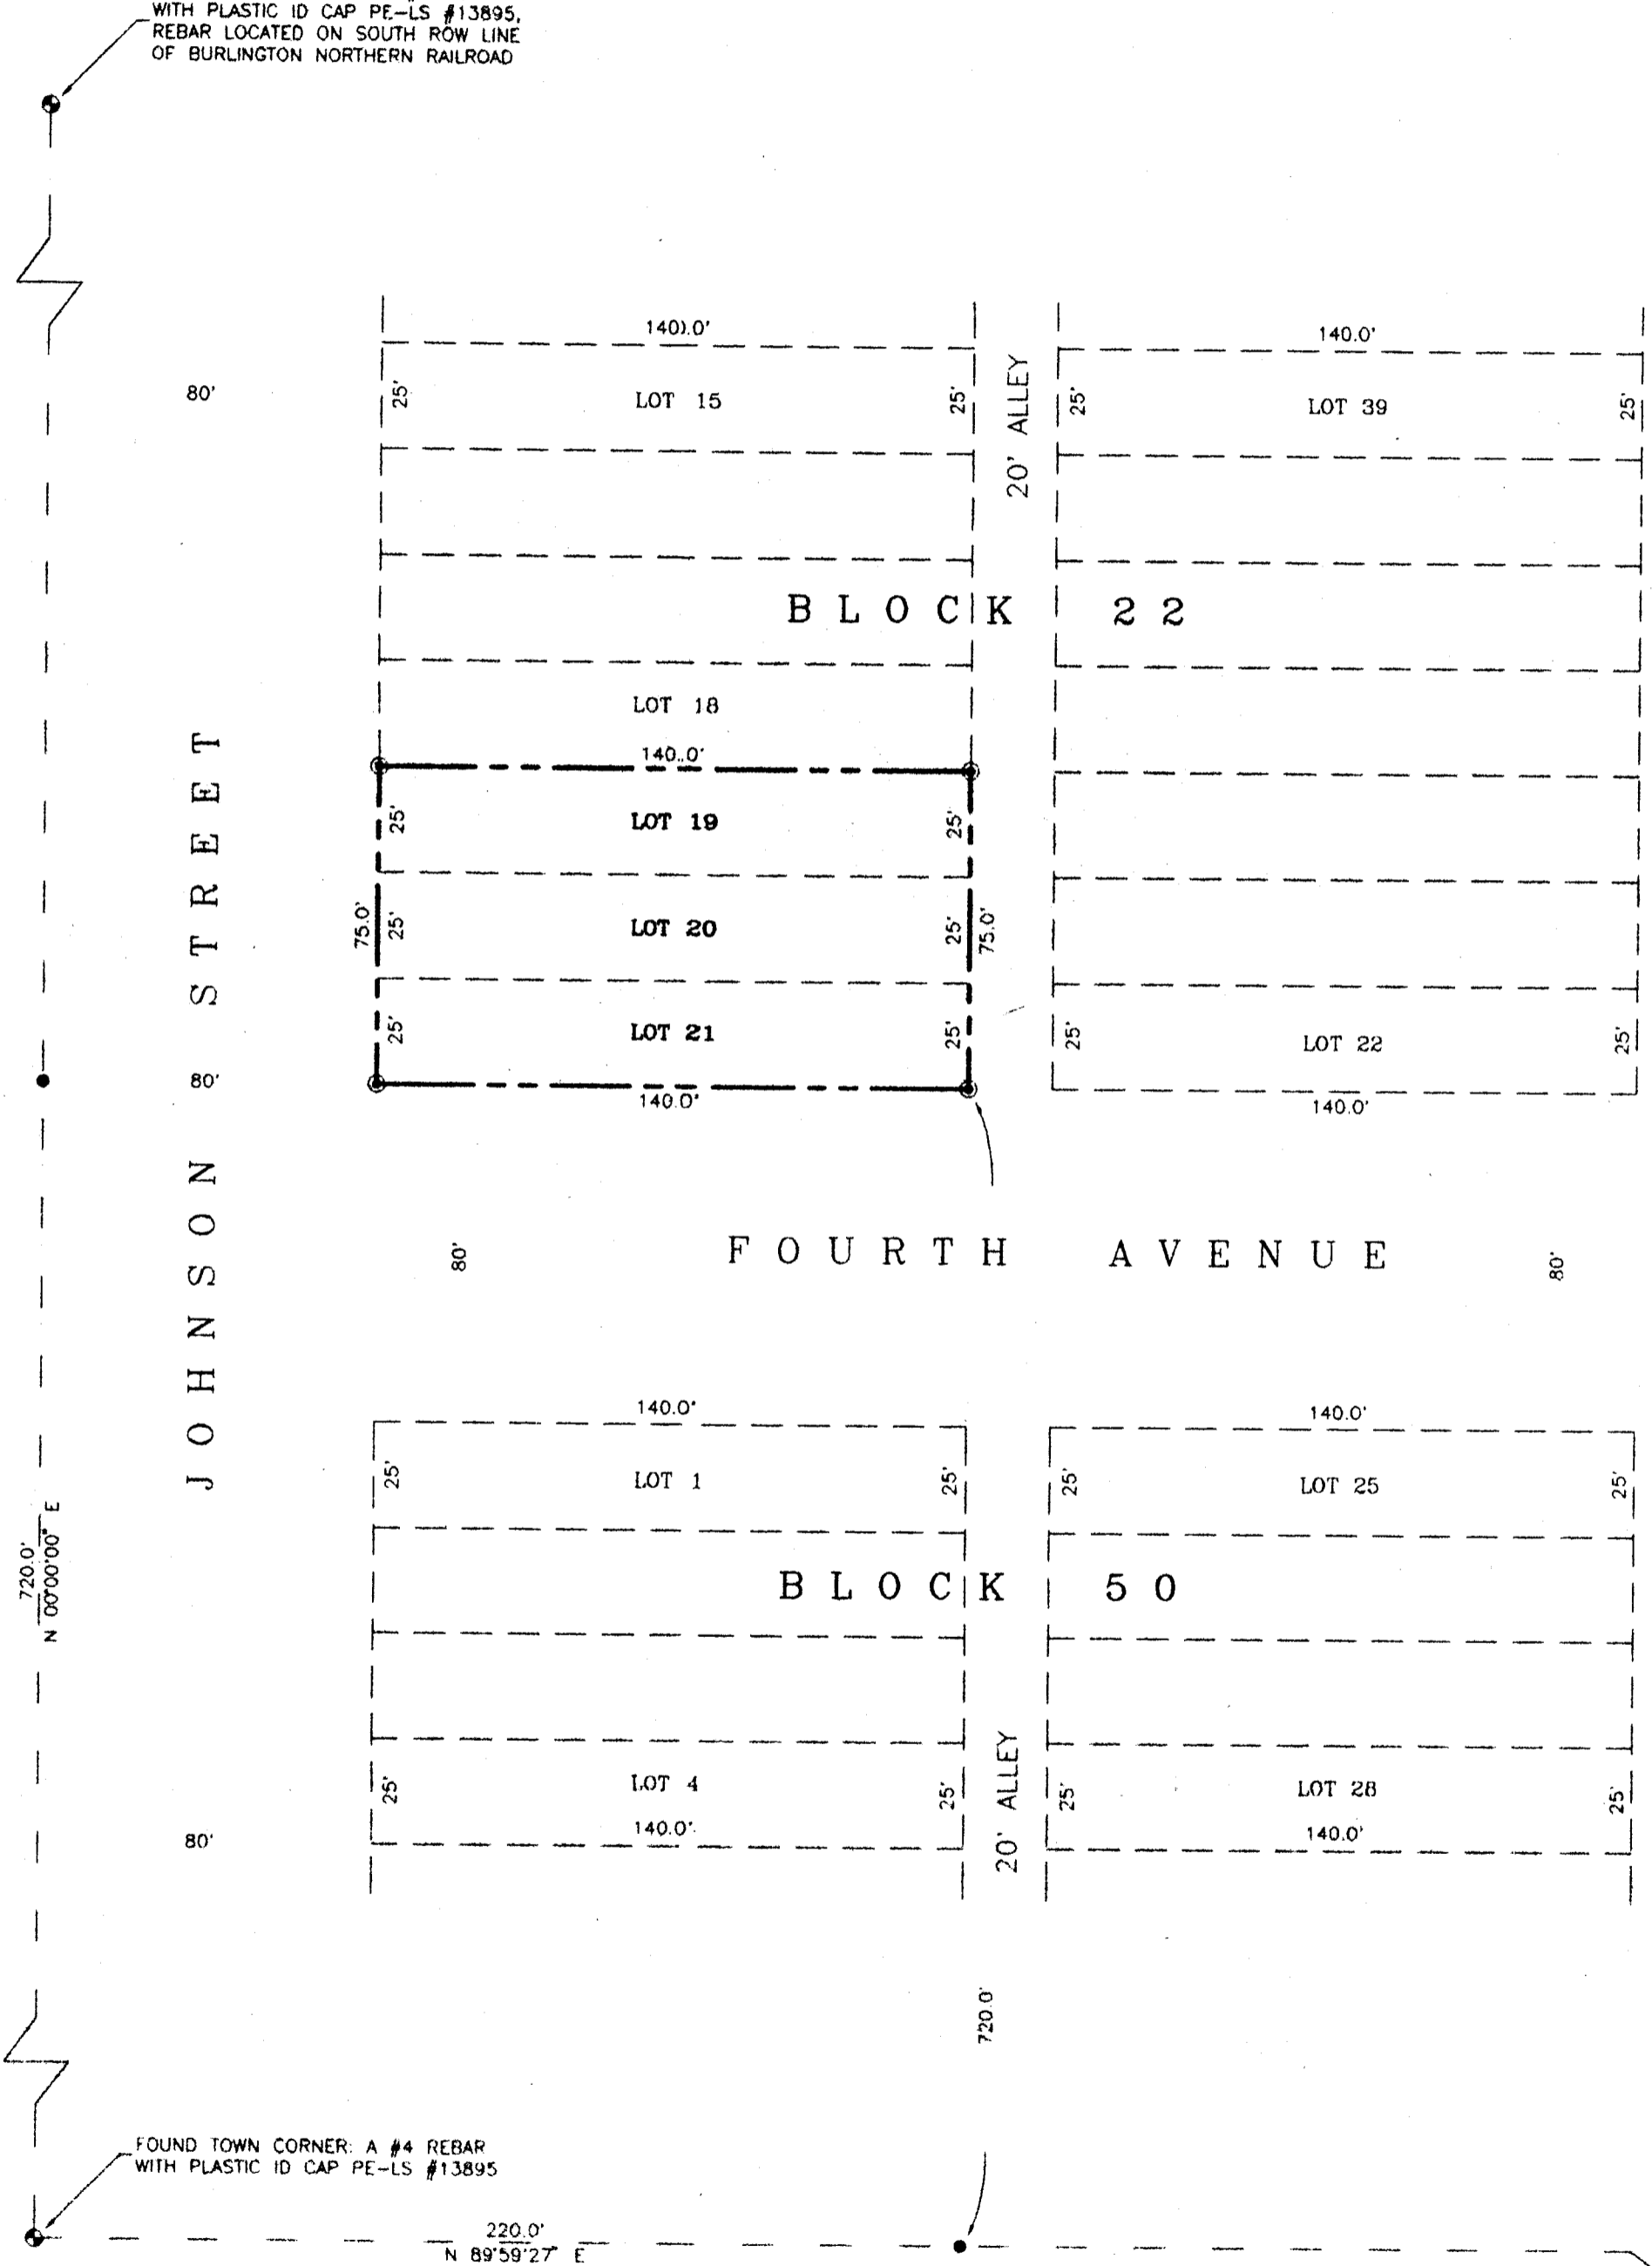 WITH PLASTIC ID CAP PE-LS #13895,
REBAR LOCATED ON SOUTH ROW LINE
OF BURLINGTON NORTHERN RAILROAD
140).0'
140.0'
80'
25'
LOT 15
25'
20' ALLEY
25'
LOT 39
25'
BLOCK 22
LOT 18
140..0'
25'
LOT 19
25'
75.0'
25'
LOT 20
25'
75.0'
25'
LOT 21
25'
25'
LOT 22
25'
80'
140.0'
140.0'
JOHNSON STREET
80'
FOURTH AVENUE
80'
140.0'
140.0'
25'
LOT 1
25'
25'
LOT 25
25'
720.0'
N 00°00'00" E
BLOCK 50
25'
LOT 4
25'
20' ALLEY
25'
LOT 28
25'
80'
140.0'
140.0'
720.0'
FOUND TOWN CORNER: A #4 REBAR
WITH PLASTIC ID CAP PE-LS #13895
220.0'
N 89°59'27" E